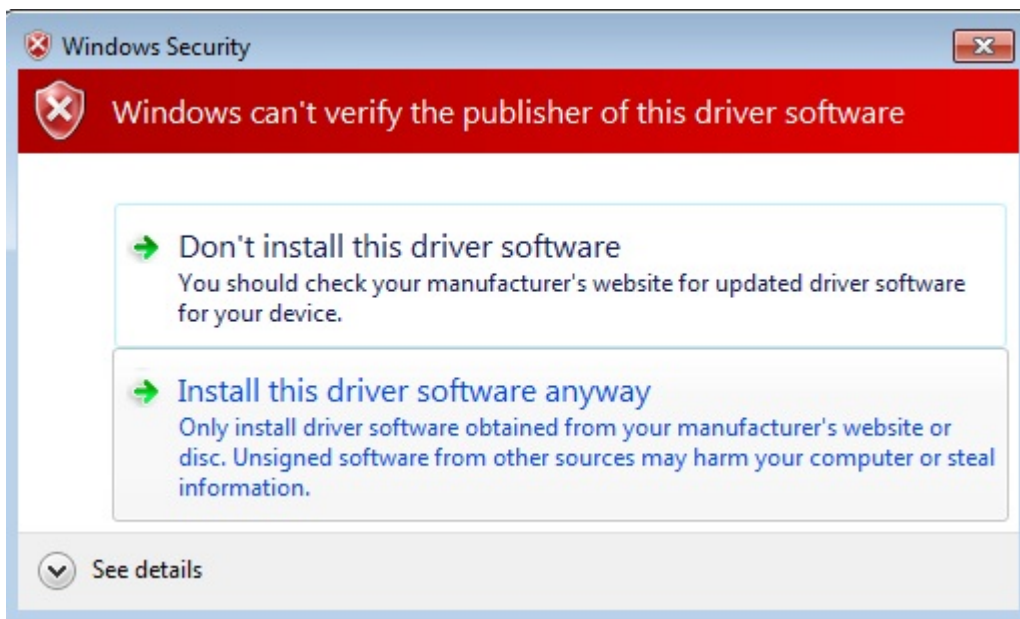 Windows Security
Windows can't verify the publisher of this driver software
Don't install this driver software
You should check your manufacturer's website for updated driver software
for your device.
Install this driver software anyway
Only install driver software obtained from your manufacturer's website or
disc. Unsigned software from other sources may harm your computer or steal
information.
See details